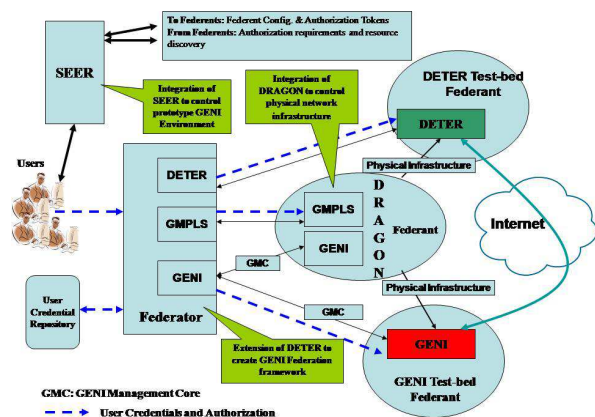 To Federents: Federent Config. & Authorization Tokens
From Federents: Authorization requirements and resource
discovery
SEER
Integration of
SEER to control
prototype GENI
Environment
Integration of
DRAGON to control
physical network
infrastructure
DETER Test-bed
Federant
DETER
Users
DETER
GMPLS
GENI
Federator
Physical Infrastructure
GMPLS
GENI
DRAGON
Federant
Internet
GMC
GMC
Physical Infrastructure
User
Credential
Repository
Extension of DETER to
create GENI Federation
framework
GENI
GENI Test-bed
Federant
GMC: GENI Management Core
User Credentials and Authorization